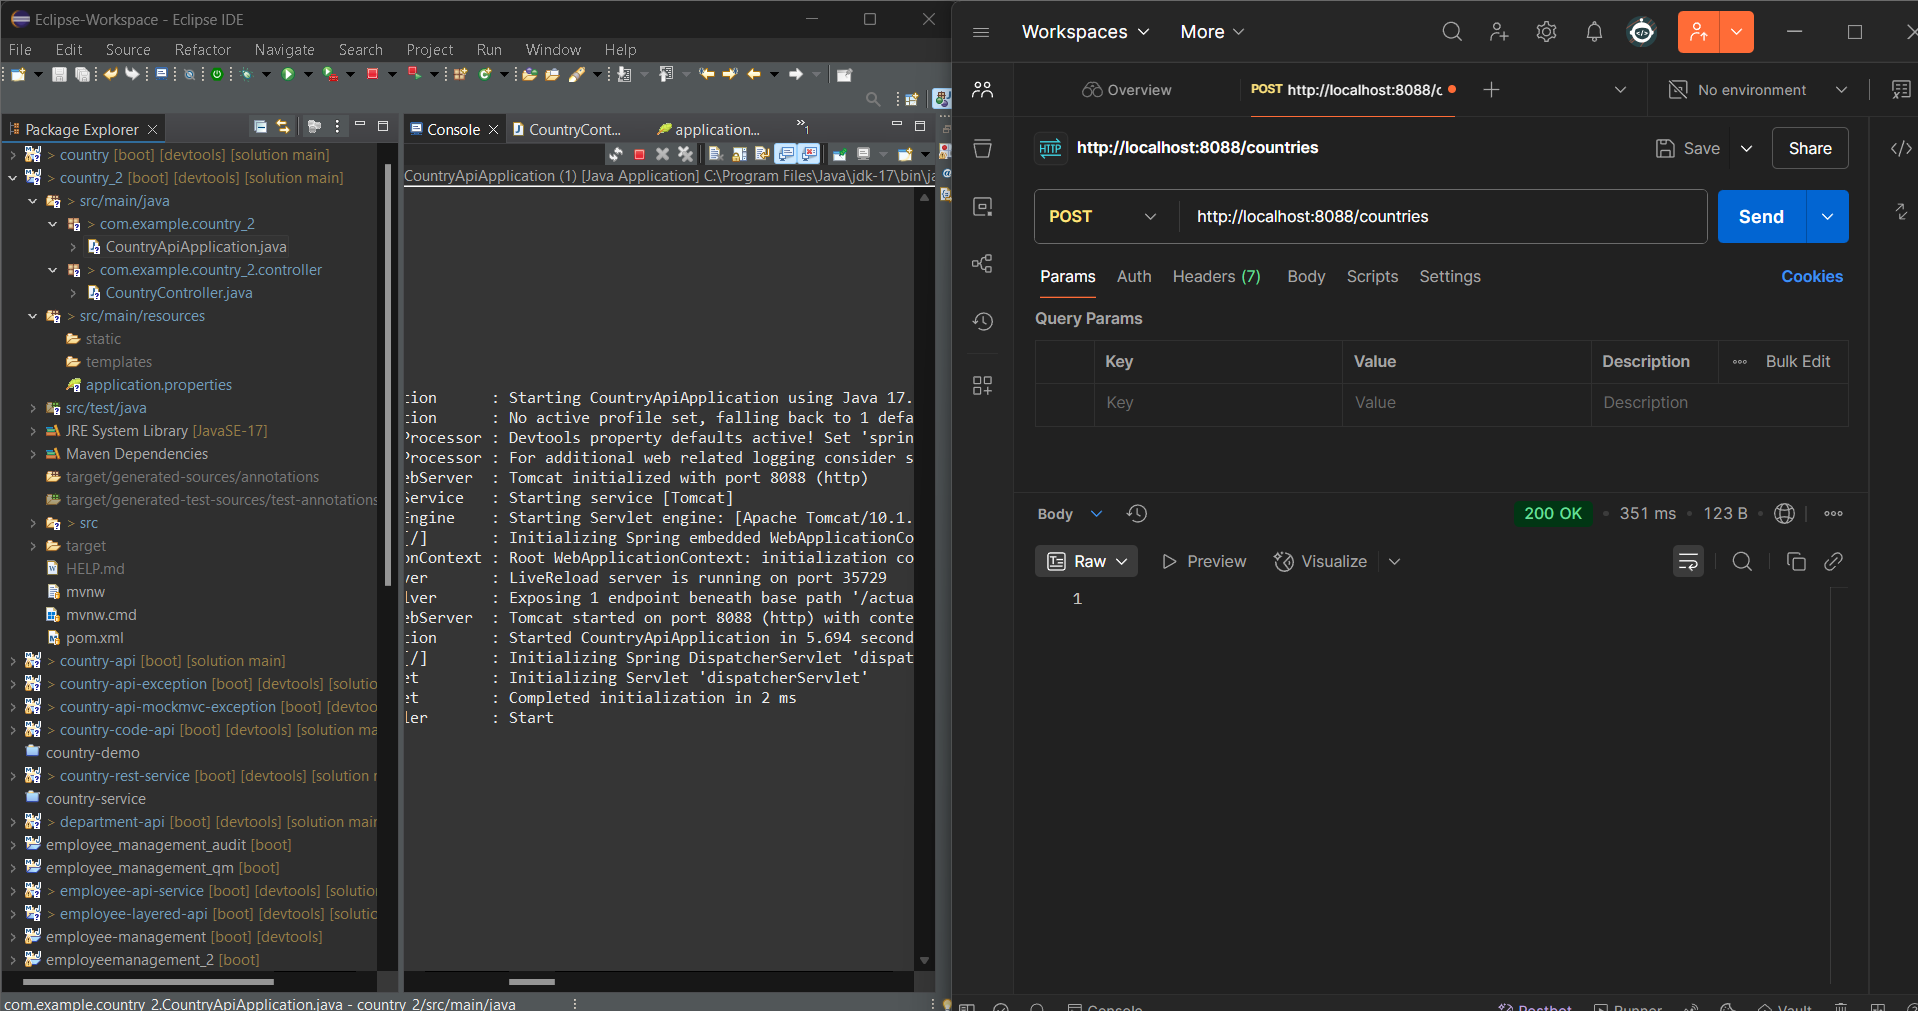 Eclipse-Workspace - Eclipse IDE
File Edit Source Refactor Navigate Search Project Run Window Help
Package Explorer
> country [boot] [devtools] [solution main]
> country_2 [boot] [devtools] [solution main]
> src/main/java
> com.example.country_2
CountryApiApplication.java
> com.example.country_2.controller
CountryController.java
> src/main/resources
static
templates
application.properties
src/test/java
JRE System Library [JavaSE-17]
Maven Dependencies
target/generated-sources/annotations
target/generated-test-sources/test-annotations
> src
target
HELP.md
mvnw
mvnw.cmd
pom.xml
> country-api [boot] [solution main]
> country-api-exception [boot] [devtools] [solutio
> country-api-mockmvc-exception [boot] [devtoo
> country-code-api [boot] [devtools] [solution ma
country-demo
> country-rest-service [boot] [devtools] [solution r
country-service
> department-api [boot] [devtools] [solution mair
employee_management_audit [boot]
employee_management_qm [boot]
> employee-api-service [boot] [devtools] [solution
> employee-layered-api [boot] [devtools] [solutio
employee-management [boot] [devtools]
employeemanagement_2 [boot]
com.example.country_2.CountryApiApplication.java - country_2/src/main/java
Console CountryCont... application... »1
CountryApiApplication (1) [Java Application] C:\Program Files\Java\jdk-17\bin\ja
tion : Starting CountryApiApplication using Java 17.
tion : No active profile set, falling back to 1 defa
Processor : Devtools property defaults active! Set 'sprin
Processor : For additional web related logging consider s
ebServer : Tomcat initialized with port 8088 (http)
Service : Starting service [Tomcat]
Engine : Starting Servlet engine: [Apache Tomcat/10.1.
[/] : Initializing Spring embedded WebApplicationCo
onContext : Root WebApplicationContext: initialization co
ver : LiveReload server is running on port 35729
lver : Exposing 1 endpoint beneath base path '/actua
ebServer : Tomcat started on port 8088 (http) with conte
tion : Started CountryApiApplication in 5.694 second
[/] : Initializing Spring DispatcherServlet 'dispat
et : Initializing Servlet 'dispatcherServlet'
et : Completed initialization in 2 ms
ler : Start
Workspaces More
Overview POST http://localhost:8088/c No environment
HTTP http://localhost:8088/countries Save Share
POST http://localhost:8088/countries Send
Params Auth Headers (7) Body Scripts Settings Cookies
Query Params
Key Value Description Bulk Edit
Key Value Description
Body 200 OK 351 ms 123 B
Raw Preview Visualize
1
Console Postbot Runner Vault